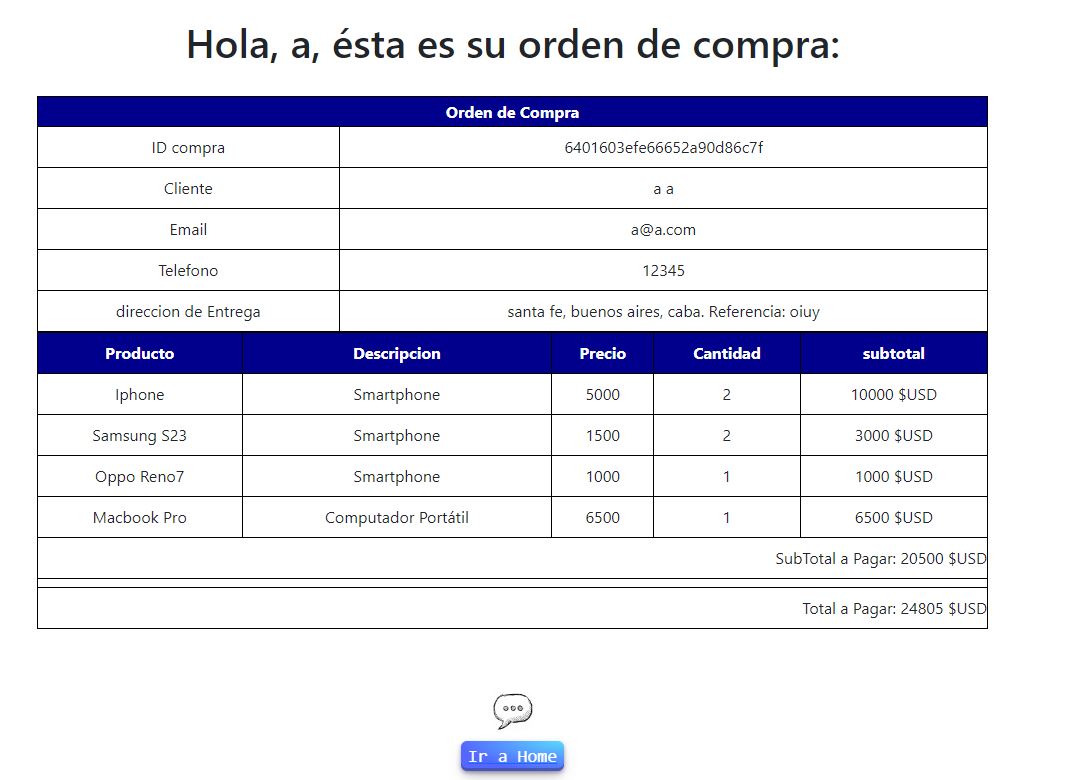 Hola, a, ésta es su orden de compra:
Orden de Compra
ID compra 6401603efe66652a90d86c7f
Cliente a a
Email a@a.com
Telefono 12345
direccion de Entrega santa fe, buenos aires, caba. Referencia: oiuy
Producto Descripcion Precio Cantidad subtotal
Iphone Smartphone 5000 2 10000 $USD
Samsung S23 Smartphone 1500 2 3000 $USD
Oppo Reno7 Smartphone 1000 1 1000 $USD
Macbook Pro Computador Portátil 6500 1 6500 $USD
SubTotal a Pagar: 20500 $USD
Total a Pagar: 24805 $USD
Ir a Home